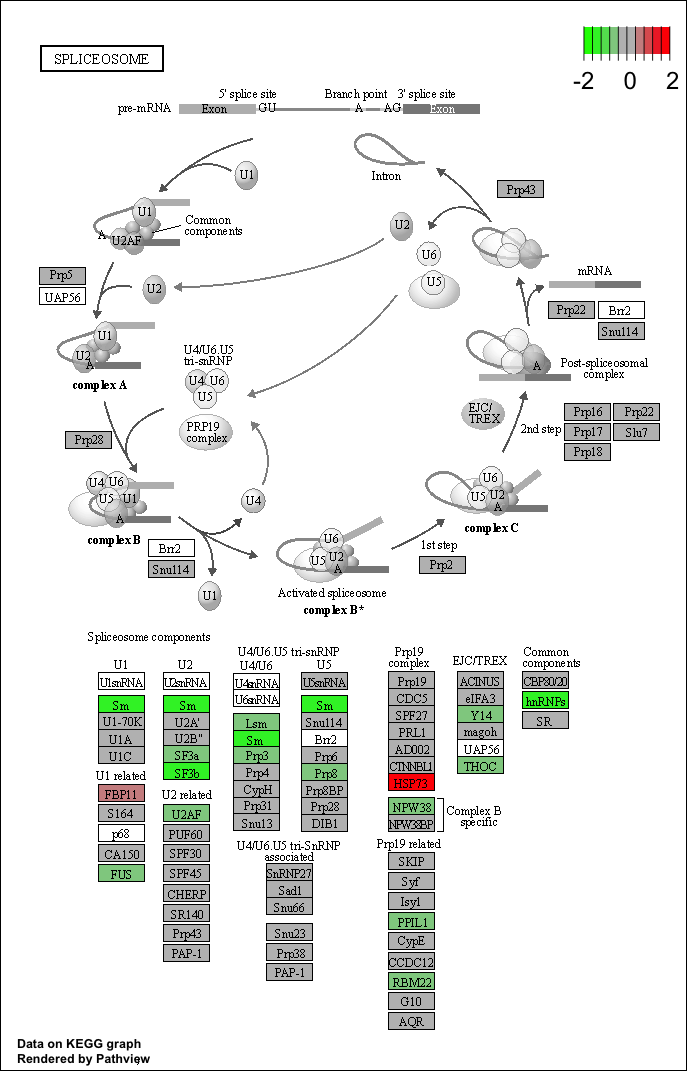 SPLICEOSOME
-2 0 2
5' splice site
Branch point
3' splice site
pre-mRNA
Exon
GU
A
AG
Exon
U1
Intron
Prp43
U1
U2AF
A
Common
components
U2
U6
U5
Prp5
UAP56
U2
mRNA
Prp22
Brr2
Snu114
U1
U2
A
complex A
U4/U6.U5
tri-snRNP
U4 U6
U5
PRP19
complex
A
Post-spliceosomal
complex
EJC/
TREX
2nd step
Prp16
Prp22
Prp17
Slu7
Prp18
Prp28
U4 U6
U5 U1
A
complex B
U4
U6
U5 U2
A
complex C
Brr2
Snu114
U1
U6
U5 U2
A
Activated spliceosome
complex B*
1st step
Prp2
Spliceosome components
U1
U1snRNA
Sm
U1-70K
U1A
U1C
U1 related
FBP11
S164
p68
CA150
FUS
U2
U2snRNA
Sm
U2A'
U2B"
SF3a
SF3b
U2 related
U2AF
PUF60
SPF30
SPF45
CHERP
SR140
Prp43
PAP-1
U4/U6.U5 tri-snRNP
U4/U6
U4snRNA
U6snRNA
Lsm
Sm
Prp3
Prp4
CypH
Prp31
Snu13
U5
U5snRNA
Sm
Snu114
Brr2
Prp6
Prp8
Prp8BP
Prp28
DIB1
U4/U6.U5 tri-SnRNP
associated
SnRNP27
Sad1
Snu66
Snu23
Prp38
PAP-1
Prp19
complex
Prp19
CDC5
SPF27
PRL1
AD002
CTNNBL1
HSP73
NPW38
NPW38BP
Complex B
specific
Prp19 related
SKIP
Syf
Isy1
PPIL1
CypE
CCDC12
RBM22
G10
AQR
EJC/TREX
ACINUS
eIFA3
Y14
magoh
UAP56
THOC
Common
components
CBP80/20
hnRNPs
SR
Data on KEGG graph
Rendered by Pathview